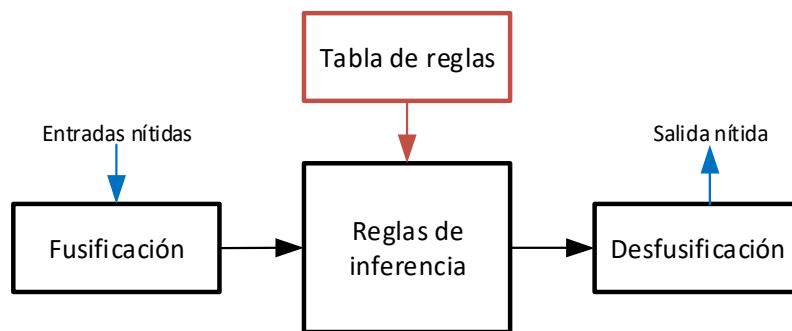 Tabla de reglas
Entradas nítidas
Salida nítida
Fusificación
Reglas de
inferencia
Desfusificación